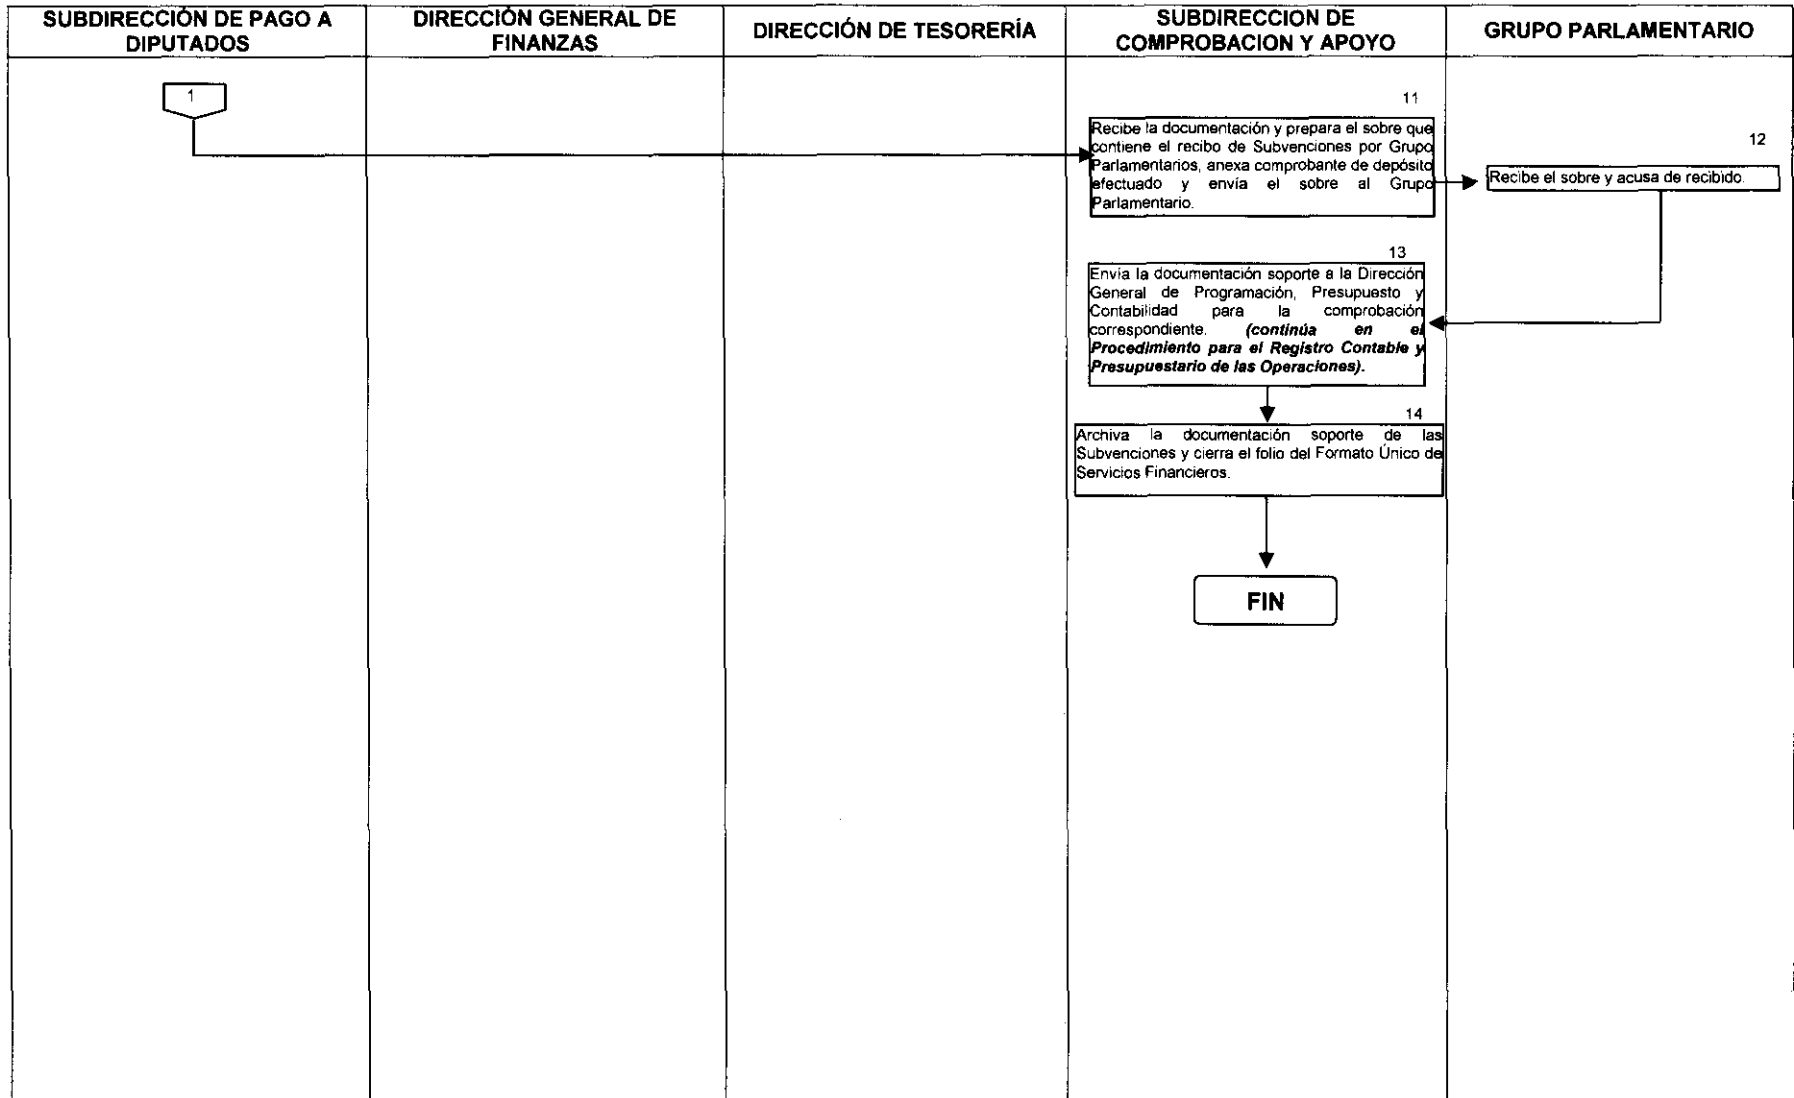 SUBDIRECCIÓN DE PAGO A
DIPUTADOS
DIRECCIÓN GENERAL DE
FINANZAS
DIRECCIÓN DE TESORERÍA
SUBDIRECCION DE
COMPROBACION Y APOYO
GRUPO PARLAMENTARIO
1
11
Recibe la documentación y prepara el sobre que
contiene el recibo de Subvenciones por Grupo
Parlamentarios, anexa comprobante de depósito
efectuado y envía el sobre al Grupo
Parlamentario.
12
Recibe el sobre y acusa de recibido.
13
Envía la documentación soporte a la Dirección
General de Programación, Presupuesto y
Contabilidad para la comprobación
correspondiente. (continúa en el
Procedimiento para el Registro Contable y
Presupuestario de las Operaciones).
14
Archiva la documentación soporte de las
Subvenciones y cierra el folio del Formato Único de
Servicios Financieros.
FIN